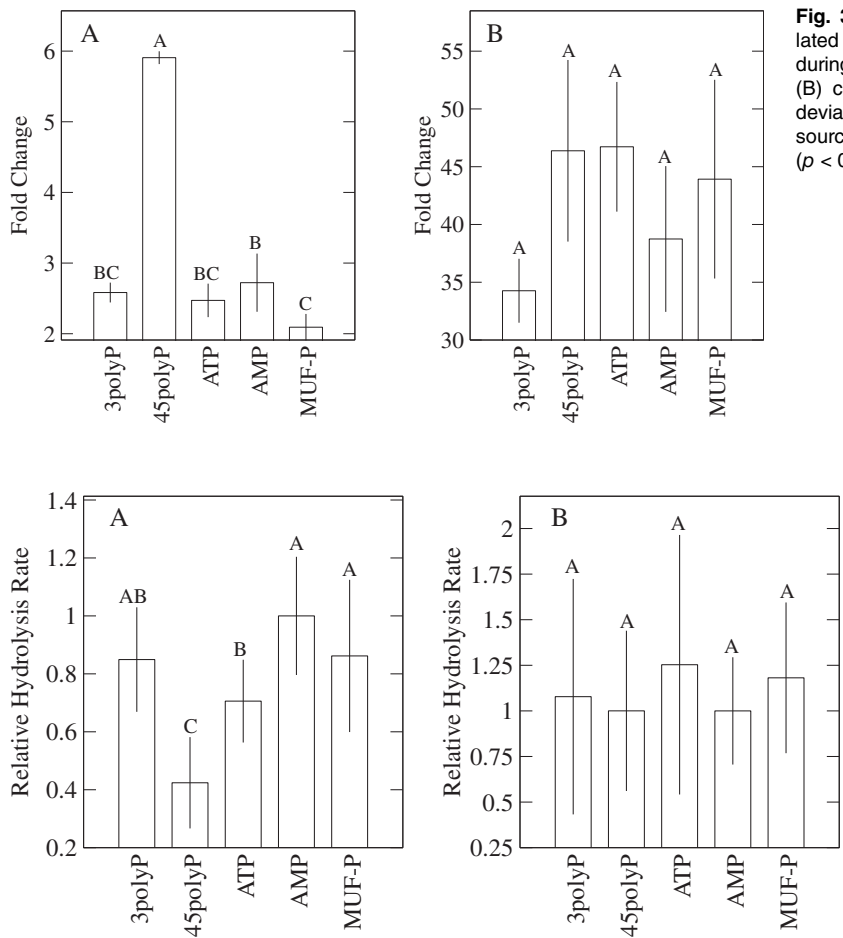 A
6
5
4
3
2
Fold Change
BC
A
BC
B
C
3polyP
45polyP
ATP
AMP
MUF-P
B
55
50
45
40
35
30
Fold Change
A
A
A
A
A
3polyP
45polyP
ATP
AMP
MUF-P
Fig. 3
lated
during
(B) c
devia
sourc
(p < 0
A
1.4
1.2
1
0.8
0.6
0.4
0.2
Relative Hydrolysis Rate
AB
C
B
A
A
3polyP
45polyP
ATP
AMP
MUF-P
B
2
1.75
1.5
1.25
1
0.75
0.5
0.25
Relative Hydrolysis Rate
A
A
A
A
A
3polyP
45polyP
ATP
AMP
MUF-P